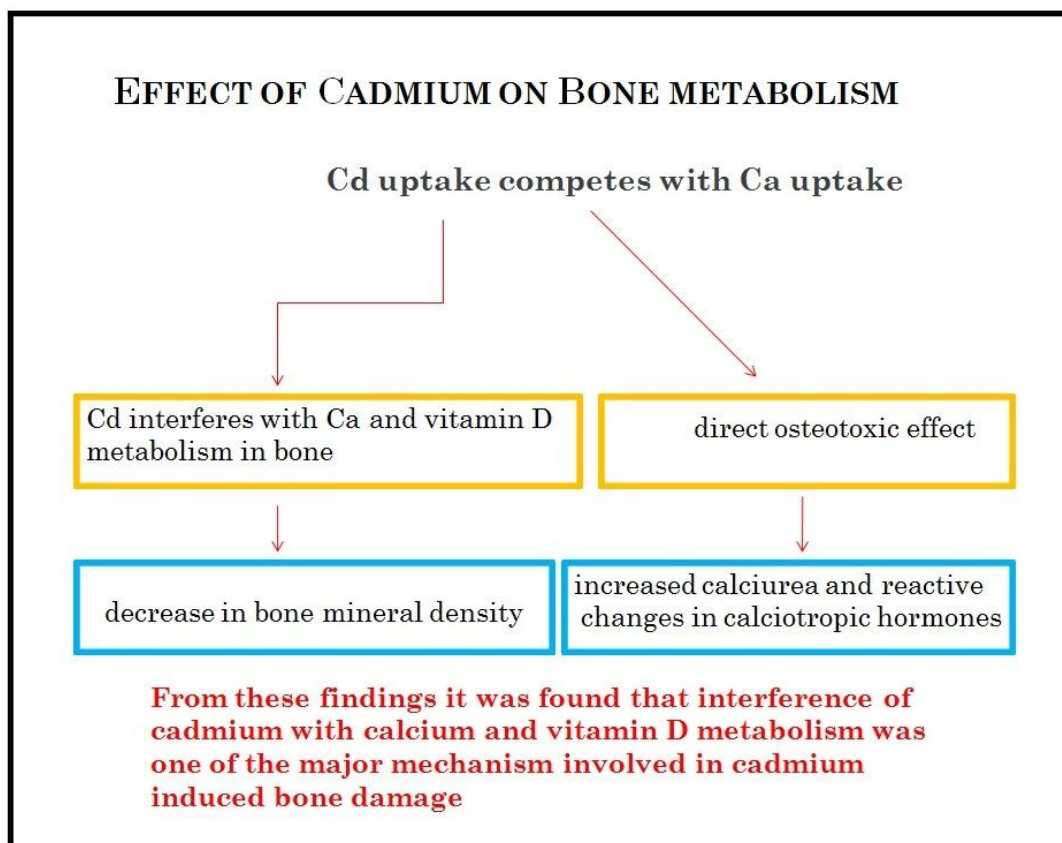 EFFECT OF CADMIUM ON BONE METABOLISM
Cd uptake competes with Ca uptake
Cd interferes with Ca and vitamin D
metabolism in bone
direct osteotoxic effect
decrease in bone mineral density
increased calciurea and reactive
changes in calciotropic hormones
From these findings it was found that interference of
cadmium with calcium and vitamin D metabolism was
one of the major mechanism involved in cadmium
induced bone damage